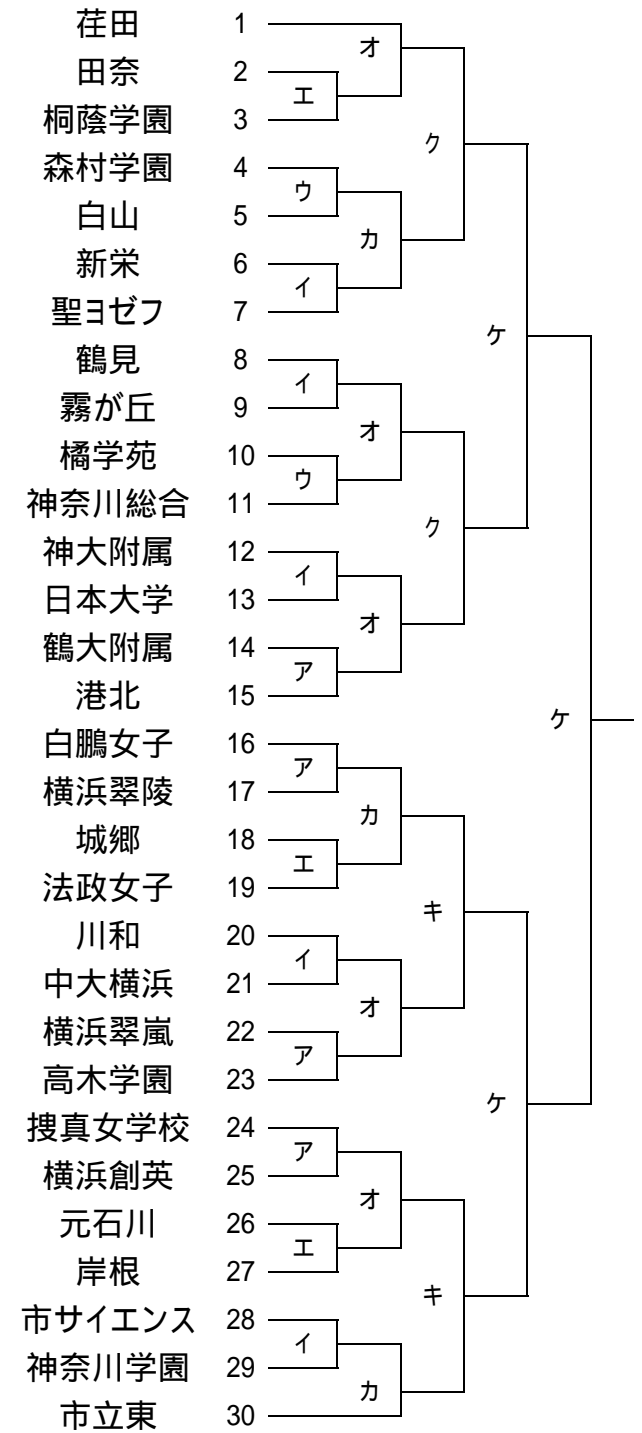 荏田 1
オ
田奈 2
エ
桐蔭学園 3
ク
森村学園 4
ウ
白山 5
カ
新栄 6
イ
聖ヨゼフ 7
ケ
鶴見 8
イ
霧が丘 9
オ
橘学苑 10
ウ
神奈川総合 11
ク
神大附属 12
イ
日本大学 13
オ
鶴大附属 14
ア
港北 15
ケ
白鵬女子 16
ア
横浜翠陵 17
カ
城郷 18
エ
法政女子 19
キ
川和 20
イ
中大横浜 21
オ
横浜翠嵐 22
ア
高木学園 23
ケ
捜真女学校 24
ア
横浜創英 25
オ
元石川 26
エ
岸根 27
キ
市サイエンス 28
イ
神奈川学園 29
カ
市立東 30